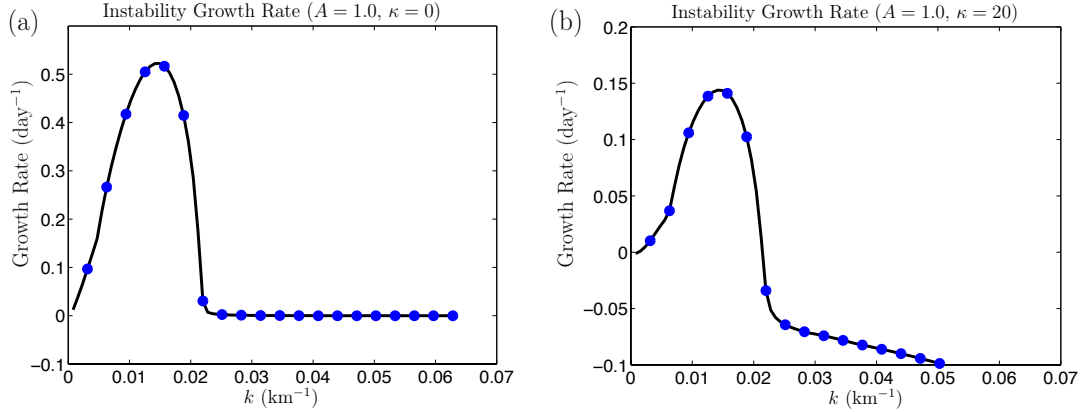 (a)
Instability Growth Rate (A = 1.0, κ = 0)
Growth Rate (day⁻¹)
0.5
0.4
0.3
0.2
0.1
0
−0.1
0 0.01 0.02 0.03 0.04 0.05 0.06 0.07
k (km⁻¹)
(b)
Instability Growth Rate (A = 1.0, κ = 20)
Growth Rate (day⁻¹)
0.2
0.15
0.1
0.05
0
−0.05
−0.1
0 0.01 0.02 0.03 0.04 0.05 0.06 0.07
k (km⁻¹)